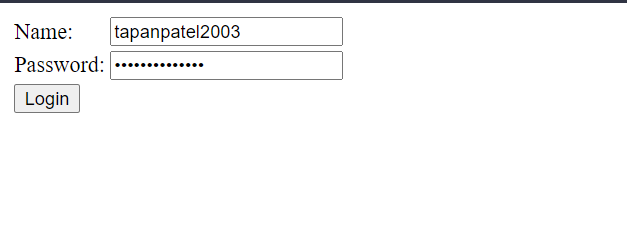 Name: tapanpatel2003
Password: ••••••••••••••
Login